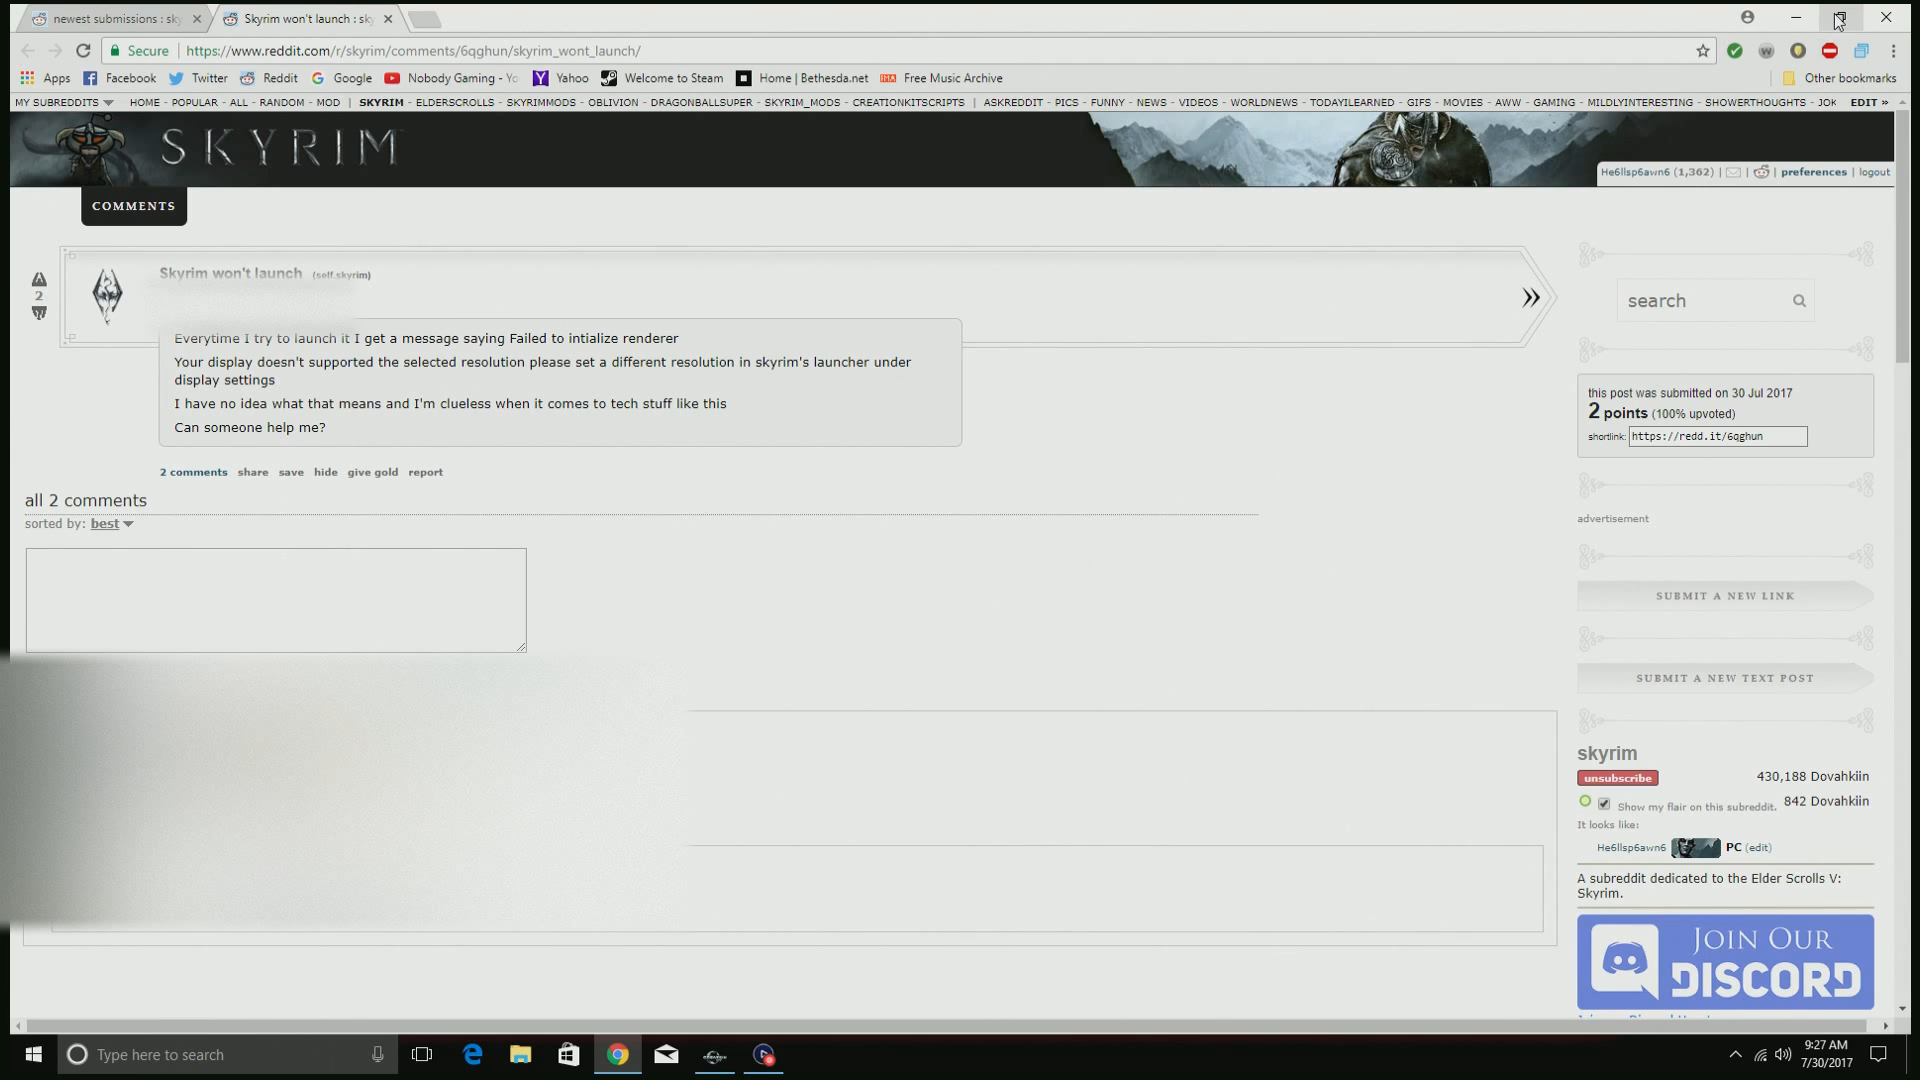 newest submissions : sky
Skyrim won't launch : sky
Secure
https://www.reddit.com/r/skyrim/comments/6qghun/skyrim_wont_launch/
Apps Facebook Twitter Reddit Google Nobody Gaming - Yo Yahoo Welcome to Steam Home | Bethesda.net Free Music Archive Other bookmarks
MY SUBREDDITS HOME - POPULAR - ALL - RANDOM - MOD | SKYRIM - ELDERSCROLLS - SKYRIMMODS - OBLIVION - DRAGONBALLSUPER - SKYRIM_MODS - CREATIONKITSCRIPTS | ASKREDDIT - PICS - FUNNY - NEWS - VIDEOS - WORLDNEWS - TODAYILEARNED - GIFS - MOVIES - AWW - GAMING - MILDLYINTERESTING - SHOWERTHOUGHTS - JOK EDIT »
SKYRIM
He6llsp6awn6 (1,362) | | | preferences | logout
COMMENTS
2
Skyrim won't launch (self.skyrim)
Everytime I try to launch it I get a message saying Failed to intialize renderer
Your display doesn't supported the selected resolution please set a different resolution in skyrim's launcher under
display settings
I have no idea what that means and I'm clueless when it comes to tech stuff like this
Can someone help me?
2 comments share save hide give gold report
all 2 comments
sorted by: best
search
this post was submitted on 30 Jul 2017
2 points (100% upvoted)
shortlink: https://redd.it/6qghun
advertisement
SUBMIT A NEW LINK
SUBMIT A NEW TEXT POST
skyrim
unsubscribe 430,188 Dovahkiin
Show my flair on this subreddit. 842 Dovahkiin
It looks like:
He6llsp6awn6 PC (edit)
A subreddit dedicated to the Elder Scrolls V:
Skyrim.
JOIN OUR
DISCORD
Type here to search
9:27 AM
7/30/2017